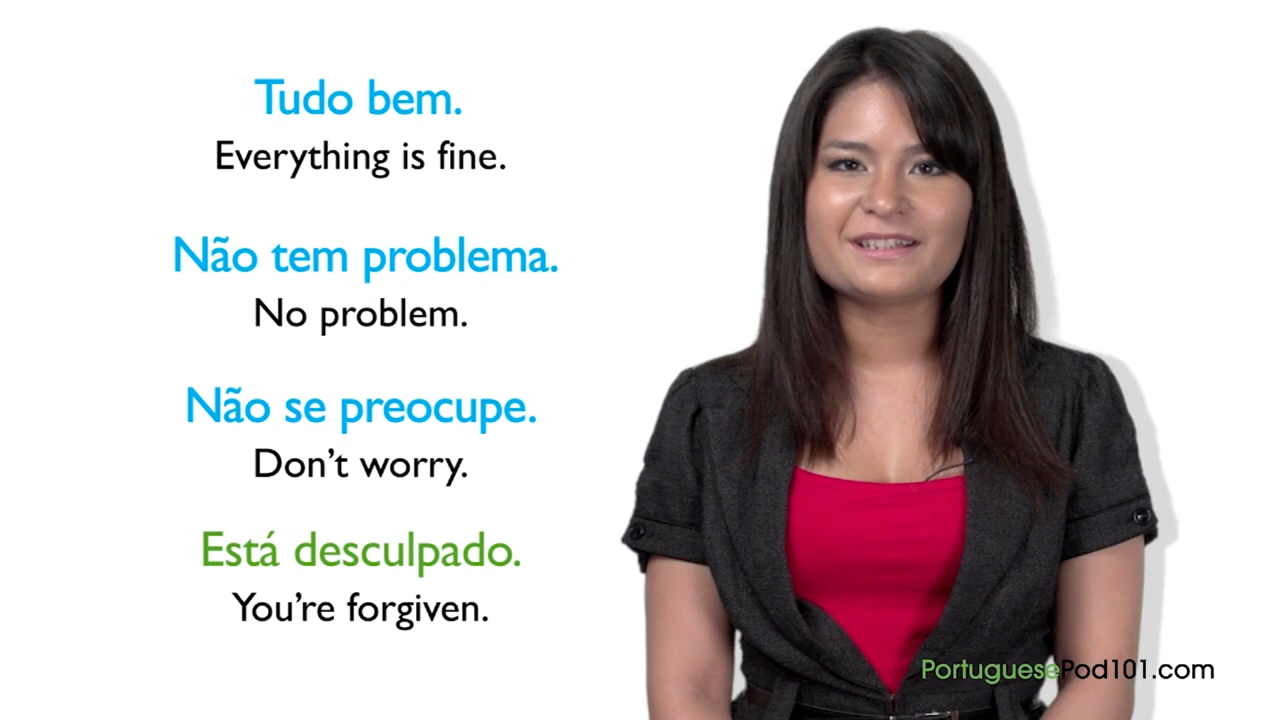 Tudo bem.
Everything is fine.
Não tem problema.
No problem.
Não se preocupe.
Don't worry.
Está desculpado.
You're forgiven.
PortuguesePod101.com